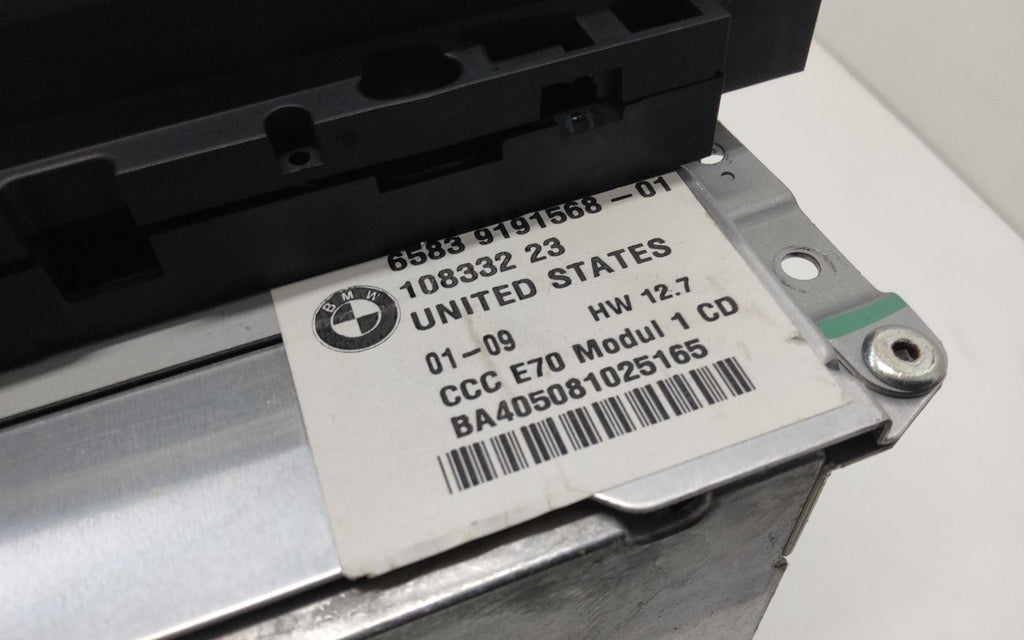 6583 9191568-01
108332 23
BMW
UNITED STATES
01-09 HW 12.7
CCC E70 Modul 1 CD
BA405081025165